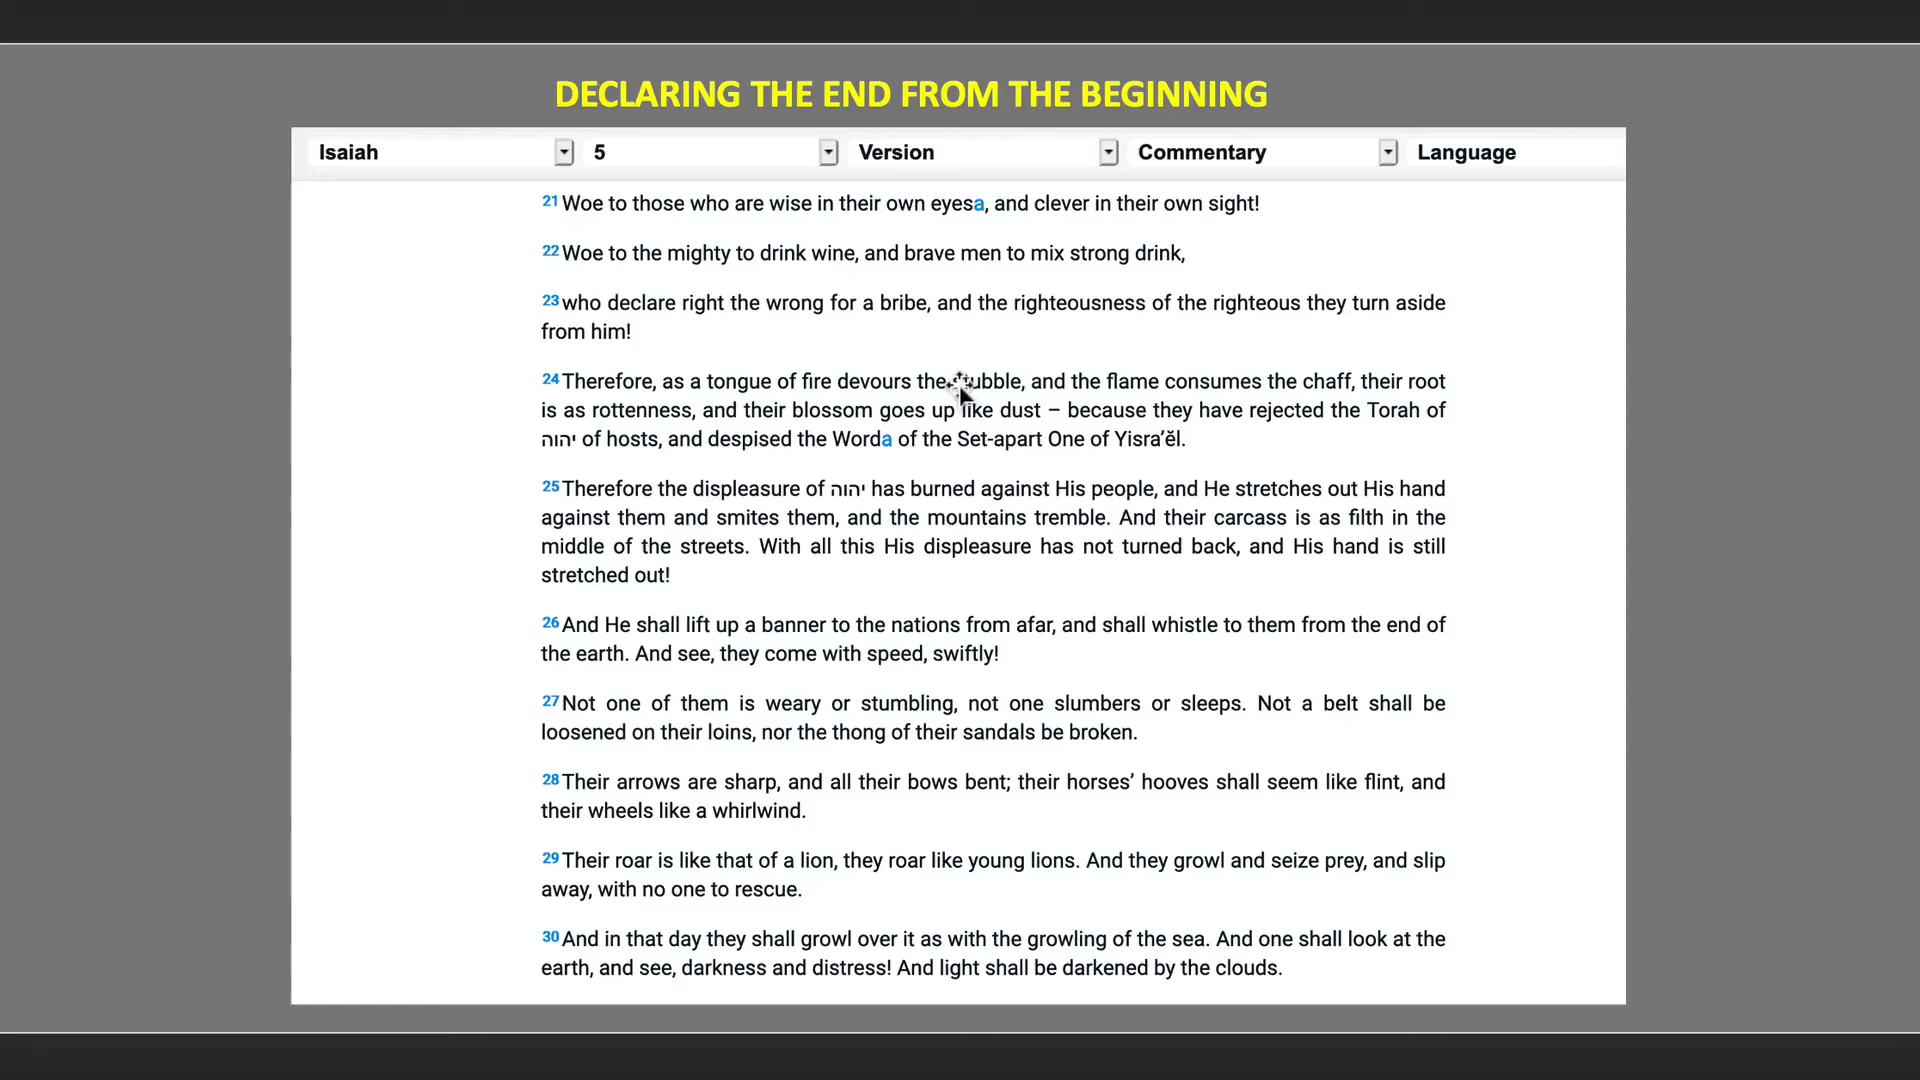 DECLARING THE END FROM THE BEGINNING
Isaiah 5 Version Commentary Language
21 Woe to those who are wise in their own eyesa, and clever in their own sight!
22 Woe to the mighty to drink wine, and brave men to mix strong drink,
23 who declare right the wrong for a bribe, and the righteousness of the righteous they turn aside
from him!
24 Therefore, as a tongue of fire devours the ubble, and the flame consumes the chaff, their root
is as rottenness, and their blossom goes up like dust – because they have rejected the Torah of
יהוה of hosts, and despised the Worda of the Set-apart One of Yisra’ĕl.
25 Therefore the displeasure of יהוה has burned against His people, and He stretches out His hand
against them and smites them, and the mountains tremble. And their carcass is as filth in the
middle of the streets. With all this His displeasure has not turned back, and His hand is still
stretched out!
26 And He shall lift up a banner to the nations from afar, and shall whistle to them from the end of
the earth. And see, they come with speed, swiftly!
27 Not one of them is weary or stumbling, not one slumbers or sleeps. Not a belt shall be
loosened on their loins, nor the thong of their sandals be broken.
28 Their arrows are sharp, and all their bows bent; their horses’ hooves shall seem like flint, and
their wheels like a whirlwind.
29 Their roar is like that of a lion, they roar like young lions. And they growl and seize prey, and slip
away, with no one to rescue.
30 And in that day they shall growl over it as with the growling of the sea. And one shall look at the
earth, and see, darkness and distress! And light shall be darkened by the clouds.